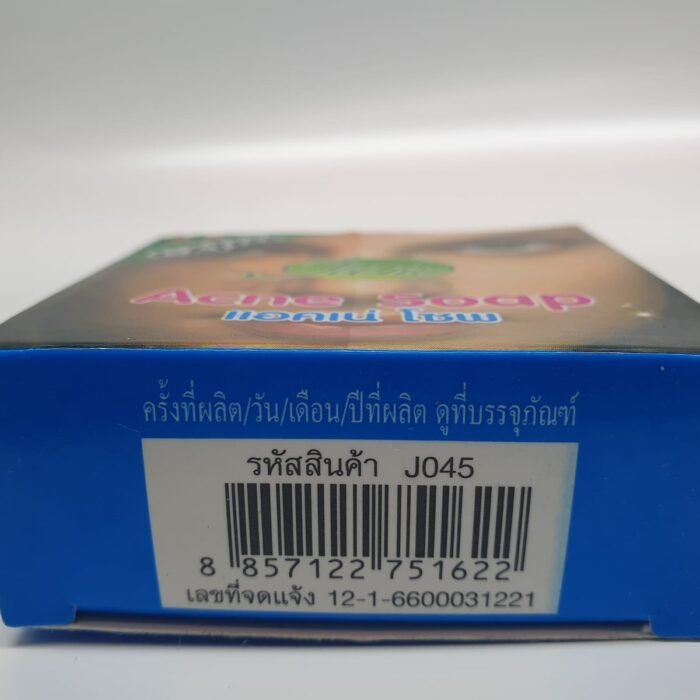 Acne Soap
แอคเน่ โซพ
ครั้งที่ผลิต/วัน/เดือน/ปีที่ผลิต ดูที่บรรจุภัณฑ์
รหัสสินค้า J045
8 857122 751622
เลขที่จดแจ้ง 12-1-6600031221